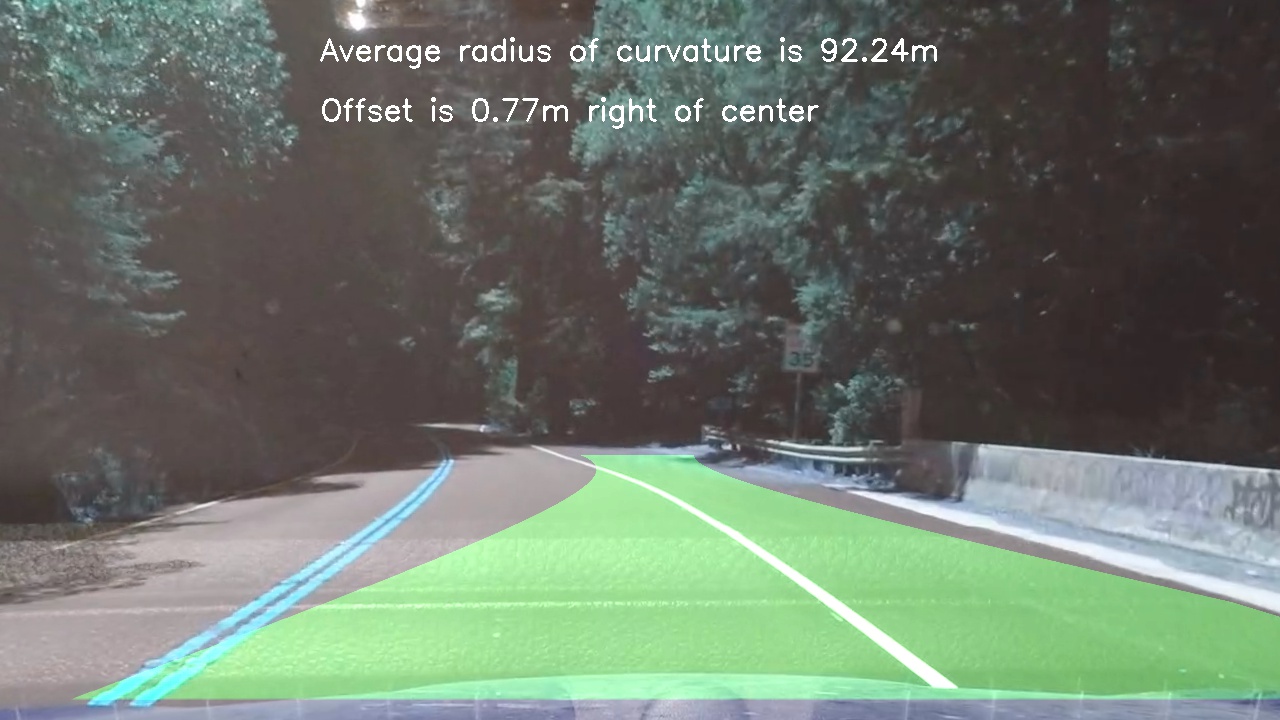 Average radius of curvature is 92.24m
Offset is 0.77m right of center
35